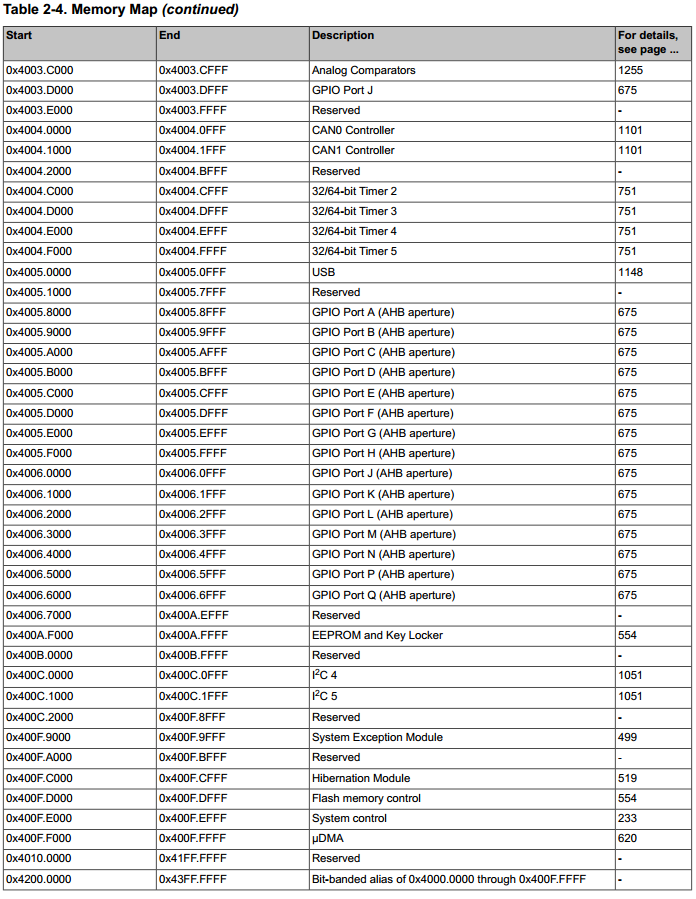 Table 2-4. Memory Map (continued)
Start End Description For details, see page ...
0x4003.C000 0x4003.CFFF Analog Comparators 1255
0x4003.D000 0x4003.DFFF GPIO Port J 675
0x4003.E000 0x4003.FFFF Reserved -
0x4004.0000 0x4004.0FFF CAN0 Controller 1101
0x4004.1000 0x4004.1FFF CAN1 Controller 1101
0x4004.2000 0x4004.BFFF Reserved -
0x4004.C000 0x4004.CFFF 32/64-bit Timer 2 751
0x4004.D000 0x4004.DFFF 32/64-bit Timer 3 751
0x4004.E000 0x4004.EFFF 32/64-bit Timer 4 751
0x4004.F000 0x4004.FFFF 32/64-bit Timer 5 751
0x4005.0000 0x4005.0FFF USB 1148
0x4005.1000 0x4005.7FFF Reserved -
0x4005.8000 0x4005.8FFF GPIO Port A (AHB aperture) 675
0x4005.9000 0x4005.9FFF GPIO Port B (AHB aperture) 675
0x4005.A000 0x4005.AFFF GPIO Port C (AHB aperture) 675
0x4005.B000 0x4005.BFFF GPIO Port D (AHB aperture) 675
0x4005.C000 0x4005.CFFF GPIO Port E (AHB aperture) 675
0x4005.D000 0x4005.DFFF GPIO Port F (AHB aperture) 675
0x4005.E000 0x4005.EFFF GPIO Port G (AHB aperture) 675
0x4005.F000 0x4005.FFFF GPIO Port H (AHB aperture) 675
0x4006.0000 0x4006.0FFF GPIO Port J (AHB aperture) 675
0x4006.1000 0x4006.1FFF GPIO Port K (AHB aperture) 675
0x4006.2000 0x4006.2FFF GPIO Port L (AHB aperture) 675
0x4006.3000 0x4006.3FFF GPIO Port M (AHB aperture) 675
0x4006.4000 0x4006.4FFF GPIO Port N (AHB aperture) 675
0x4006.5000 0x4006.5FFF GPIO Port P (AHB aperture) 675
0x4006.6000 0x4006.6FFF GPIO Port Q (AHB aperture) 675
0x4006.7000 0x400A.EFFF Reserved -
0x400A.F000 0x400A.FFFF EEPROM and Key Locker 554
0x400B.0000 0x400B.FFFF Reserved -
0x400C.0000 0x400C.0FFF I²C 4 1051
0x400C.1000 0x400C.1FFF I²C 5 1051
0x400C.2000 0x400F.8FFF Reserved -
0x400F.9000 0x400F.9FFF System Exception Module 499
0x400F.A000 0x400F.BFFF Reserved -
0x400F.C000 0x400F.CFFF Hibernation Module 519
0x400F.D000 0x400F.DFFF Flash memory control 554
0x400F.E000 0x400F.EFFF System control 233
0x400F.F000 0x400F.FFFF µDMA 620
0x4010.0000 0x41FF.FFFF Reserved -
0x4200.0000 0x43FF.FFFF Bit-banded alias of 0x4000.0000 through 0x400F.FFFF -